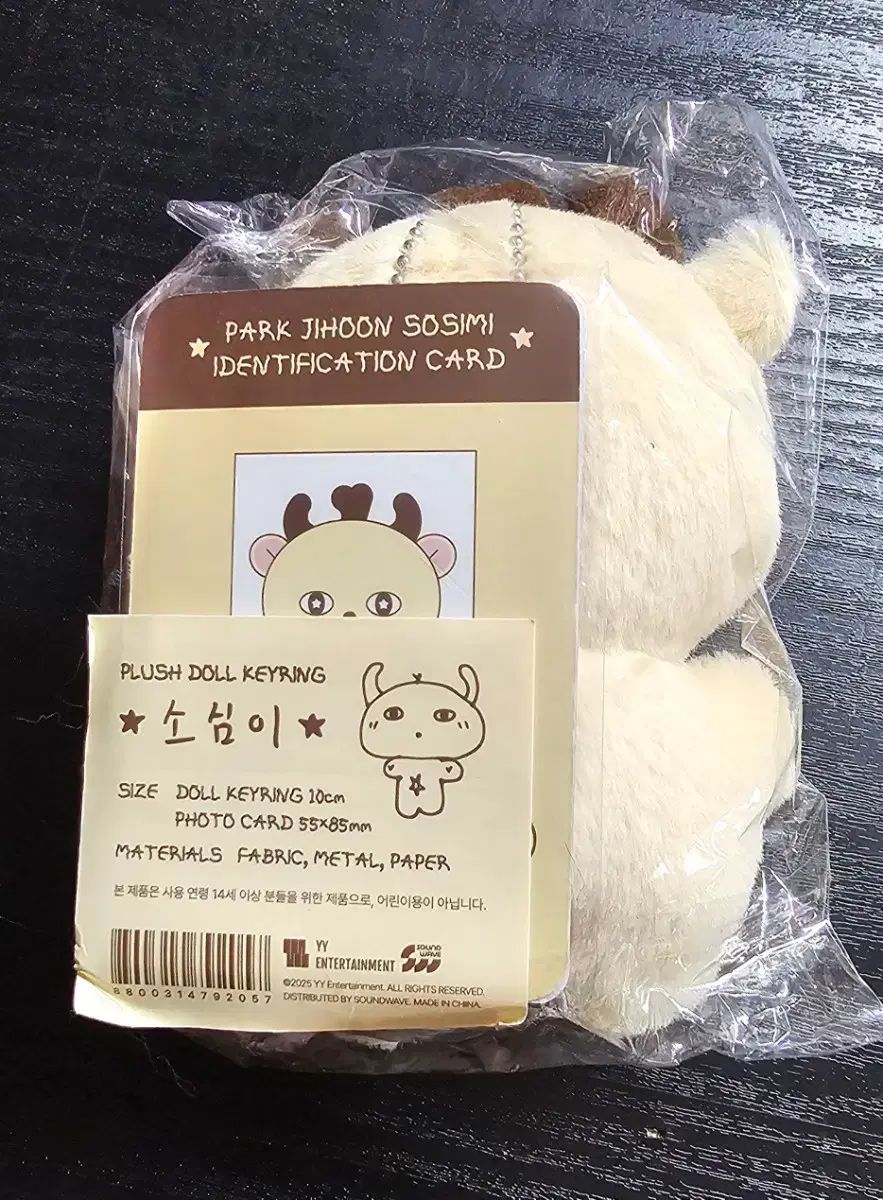 PARK JIHOON SOSIMI
IDENTIFICATION CARD
PLUSH DOLL KEYRING
★ 소심이 ★
SIZE DOLL KEYRING 10cm
PHOTO CARD 55×85mm
MATERIALS FABRIC, METAL, PAPER
본 제품은 사용 연령 14세 이상 분들을 위한 제품으로, 어린이용이 아닙니다.
8800314792057
YY
ENTERTAINMENT
SOUND
WAVE
©2025 YY Entertainment. ALL RIGHTS RESERVED.
DISTRIBUTED BY SOUNDWAVE. MADE IN CHINA.